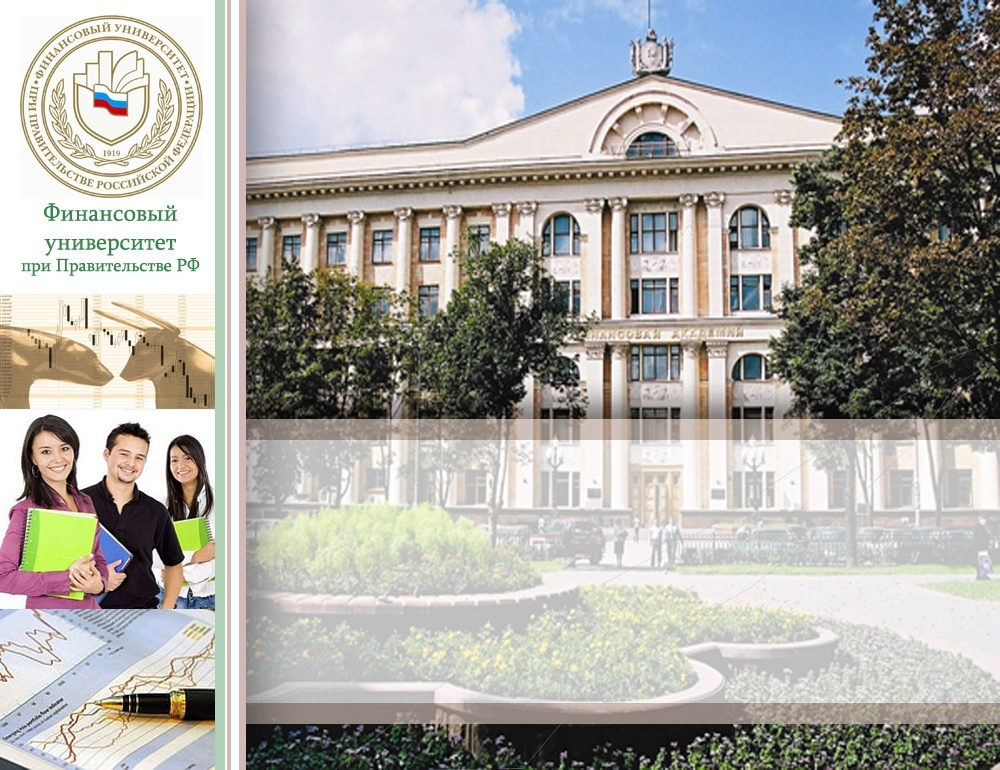 • ФИНАНСОВЫЙ УНИВЕРСИТЕТ •
ПРИ ПРАВИТЕЛЬСТВЕ РОССИЙСКОЙ ФЕДЕРАЦИИ
1919
Финансовый
университет
при Правительстве РФ
ФИНАНСОВАЯ АКАДЕМИЯ